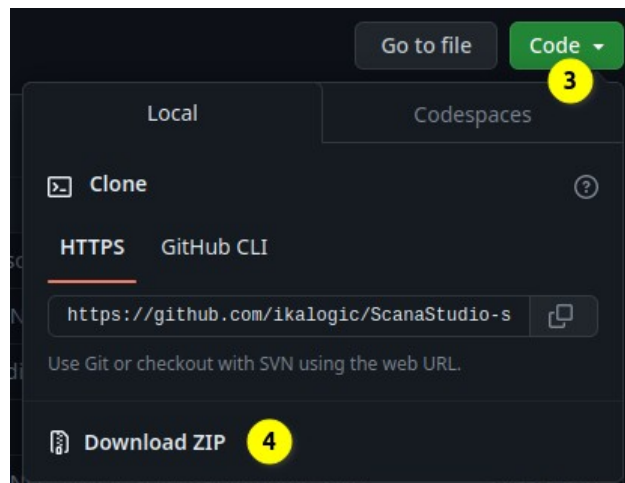 Go to file
Code
3
Local
Codespaces
Clone
HTTPS
GitHub CLI
https://github.com/ikalogic/ScanaStudio-s
Use Git or checkout with SVN using the web URL.
Download ZIP
4